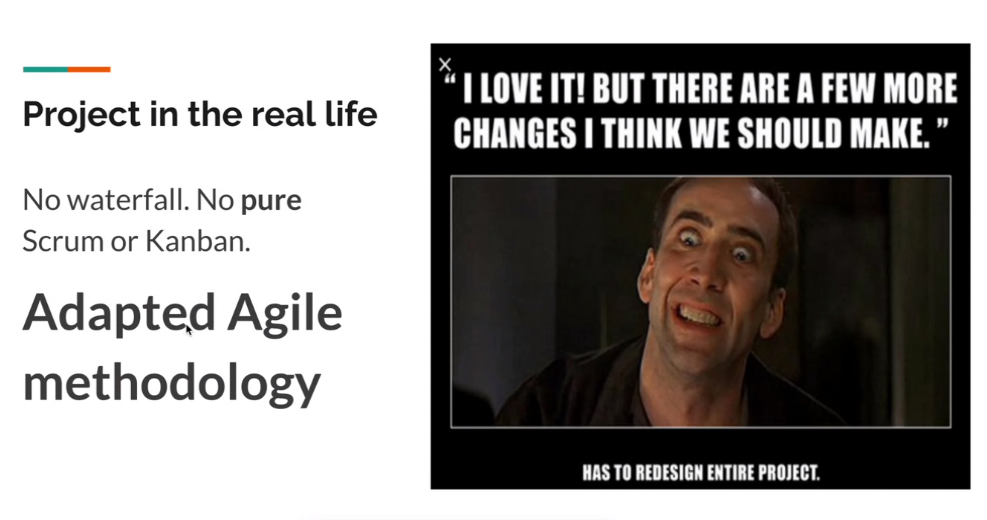 Project in the real life
No waterfall. No pure
Scrum or Kanban.
Adapted Agile
methodology
“ I LOVE IT! BUT THERE ARE A FEW MORE
CHANGES I THINK WE SHOULD MAKE. ”
HAS TO REDESIGN ENTIRE PROJECT.